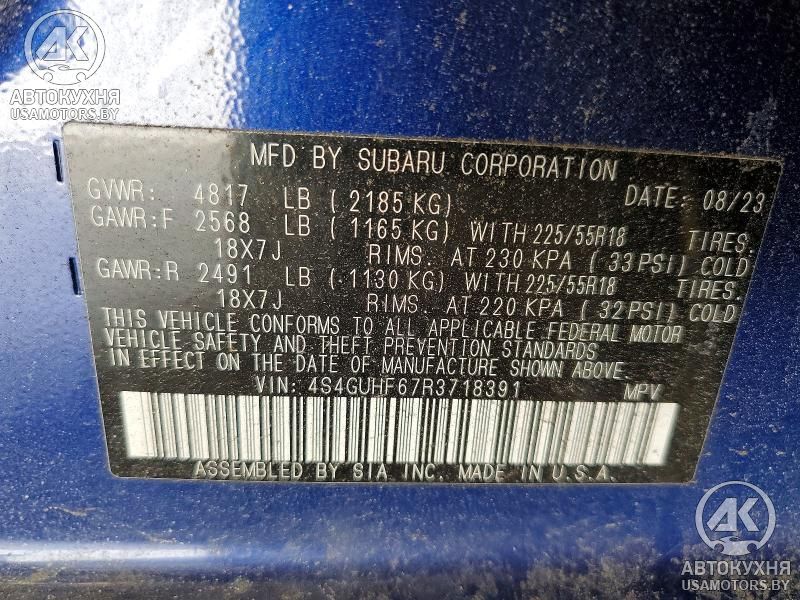 AK
АВТОКУХНЯ
USAMOTORS.BY
MFD BY SUBARU CORPORATION
GVWR: 4817 LB ( 2185 KG) DATE: 08/23
GAWR:F 2568 LB ( 1165 KG) WITH 225/55R18 TIRES.
18X7J RIMS. AT 230 KPA ( 33 PSI) COLD
GAWR:R 2491 LB ( 1130 KG) WITH 225/55R18 TIRES.
18X7J RIMS. AT 220 KPA ( 32 PSI) COLD
THIS VEHICLE CONFORMS TO ALL APPLICABLE FEDERAL MOTOR
VEHICLE SAFETY AND THEFT PREVENTION STANDARDS
IN EFFECT ON THE DATE OF MANUFACTURE SHOWN ABOVE.
VIN: 4S4GUHF67R3718391 MPV
ASSEMBLED BY SIA INC. MADE IN U.S.A.
AK
АВТОКУХНЯ
USAMOTORS.BY